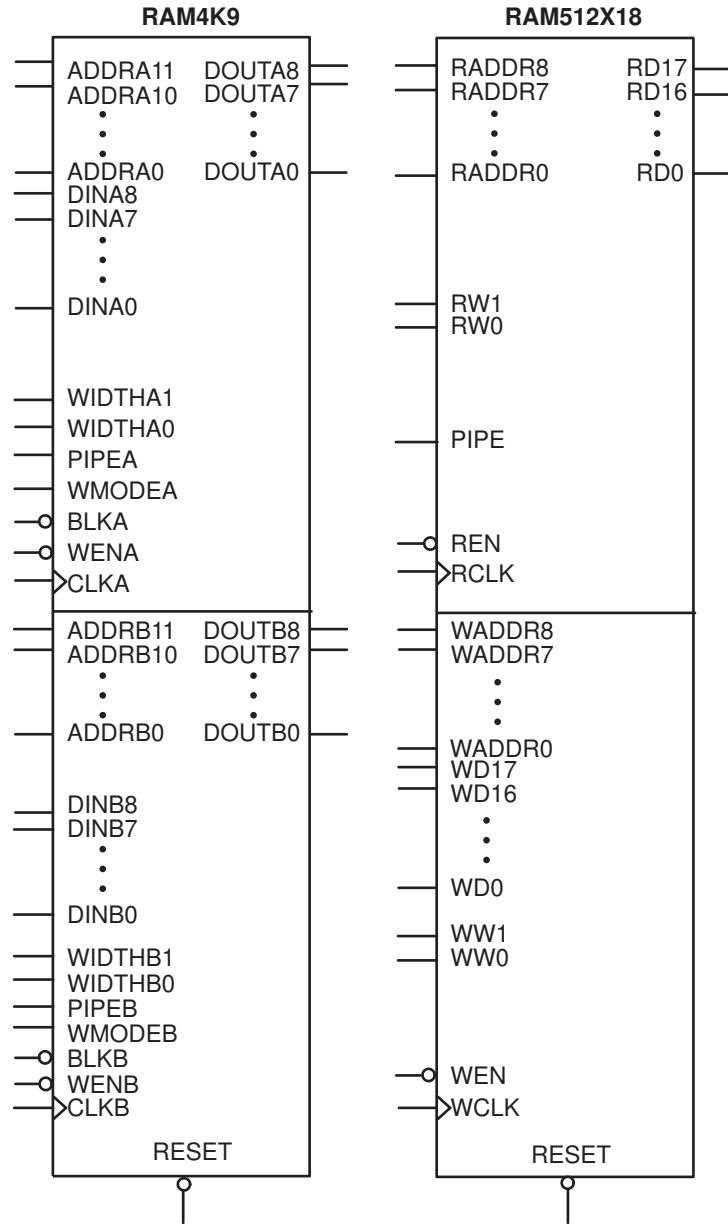 RAM4K9
ADDRA11 DOUTA8
ADDRA10 DOUTA7
ADDRA0 DOUTA0
DINA8
DINA7
DINA0
WIDTHA1
WIDTHA0
PIPEA
WMODEA
BLKA
WENA
CLKA
ADDRB11 DOUTB8
ADDRB10 DOUTB7
ADDRB0 DOUTB0
DINB8
DINB7
DINB0
WIDTHB1
WIDTHB0
PIPEB
WMODEB
BLKB
WENB
CLKB
RESET
RAM512X18
RADDR8 RD17
RADDR7 RD16
RADDR0 RD0
RW1
RW0
PIPE
REN
RCLK
WADDR8
WADDR7
WADDR0
WD17
WD16
WD0
WW1
WW0
WEN
WCLK
RESET